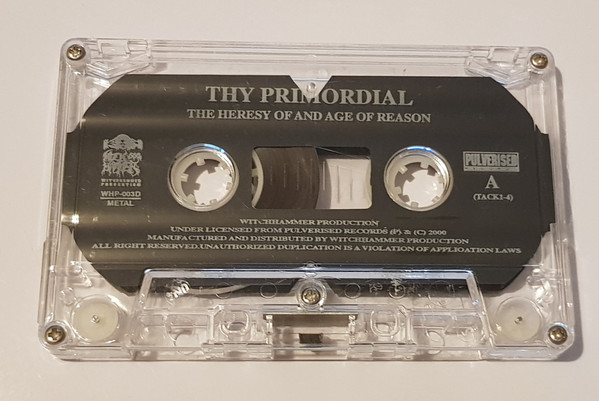 THY PRIMORDIAL
THE HERESY OF AND AGE OF REASON
WITCHHAMMER
PRODUCTION
WHP-003D
METAL
PULVERISED
A
(TACK1-4)
WITCHHAMMER PRODUCTION
UNDER LICENSED FROM PULVERISED RECORDS (P) & (C) 2000
MANUFACTURED AND DISTRIBUTED BY WITCHHAMMER PRODUCTION
ALL RIGHT RESERVED.UNAUTHORIZED DUPLICATION IS A VIOLATION OF APPLIOATION LAWS